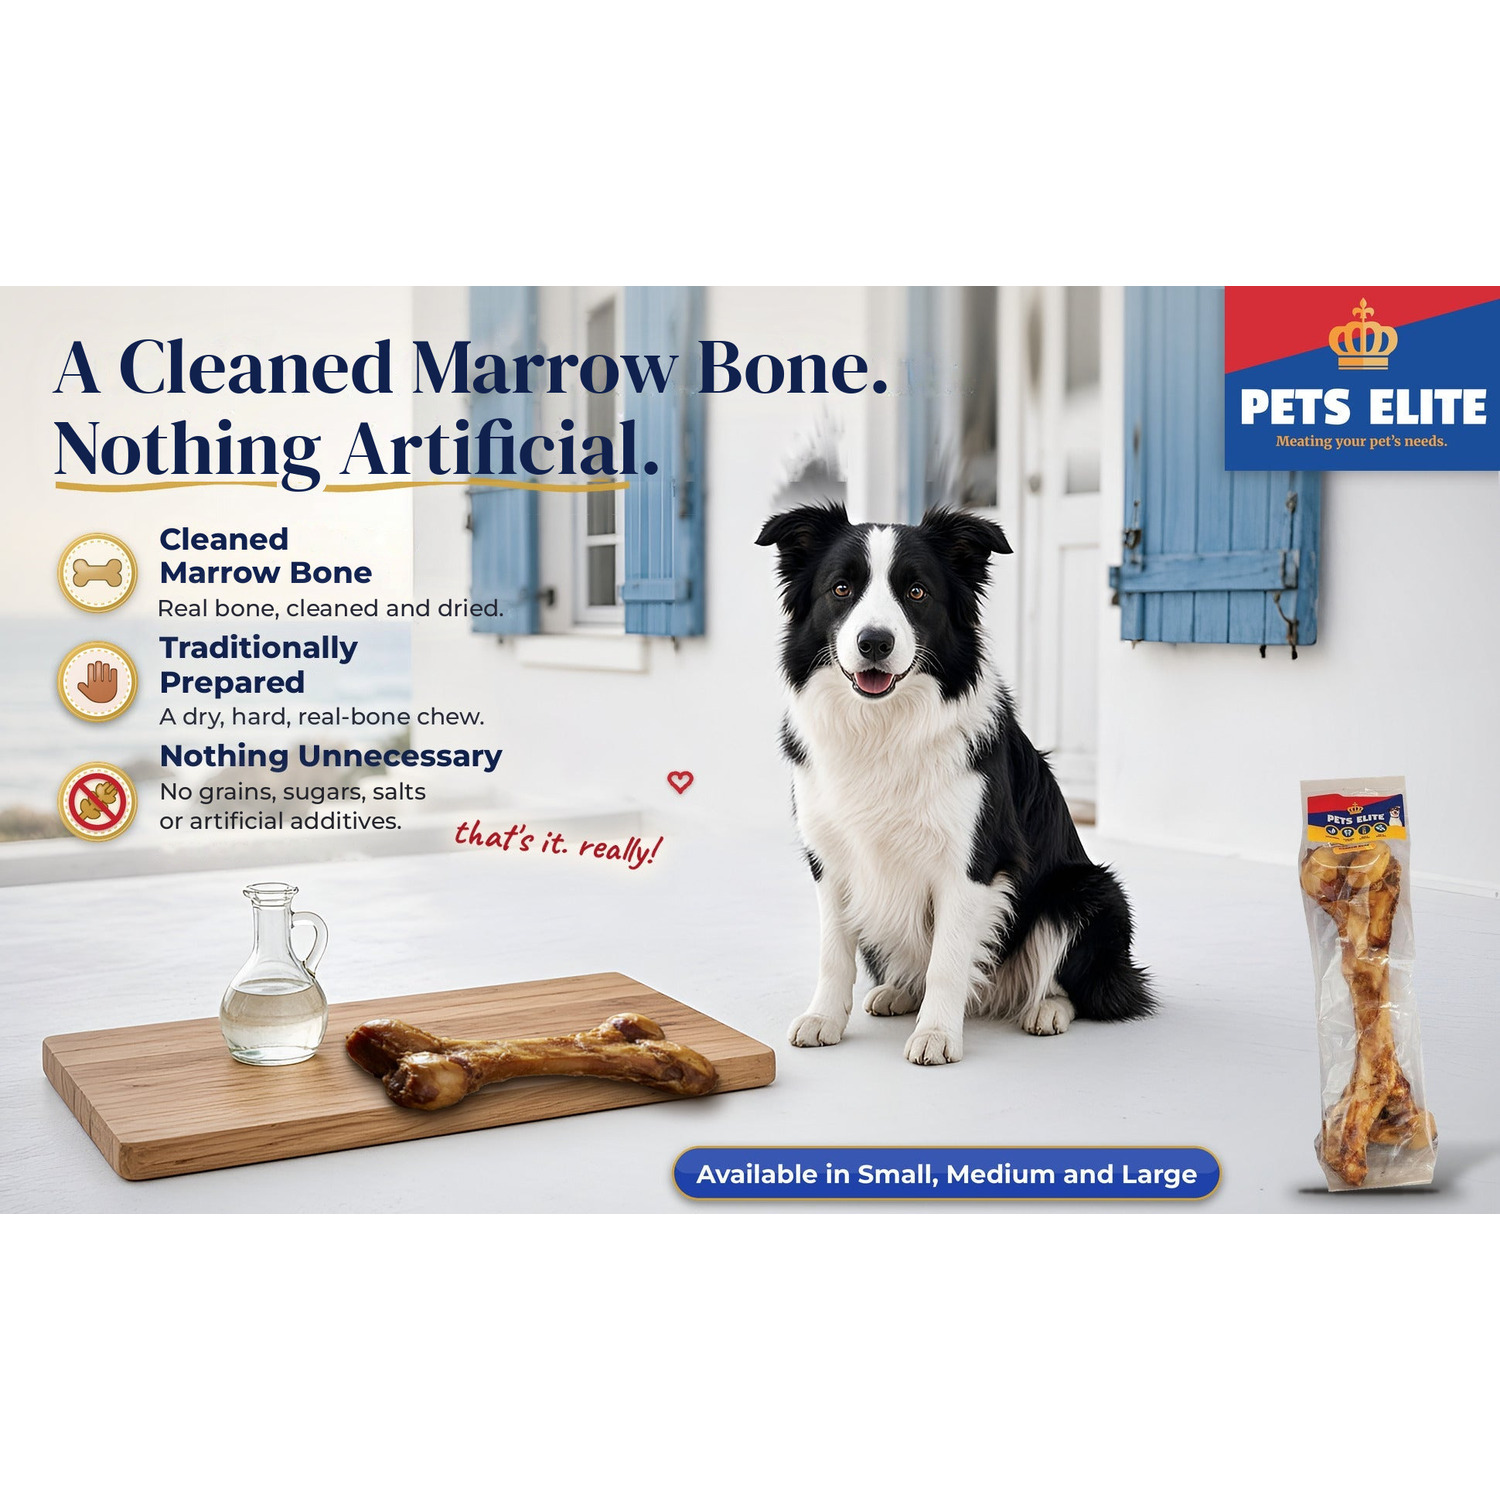 A Cleaned Marrow Bone.
Nothing Artificial.
Cleaned
Marrow Bone
Real bone, cleaned and dried.
Traditionally
Prepared
A dry, hard, real-bone chew.
Nothing Unnecessary
No grains, sugars, salts
or artificial additives.
that's it. really!
PETS ELITE
Meating your pet's needs.
PETS ELITE
Available in Small, Medium and Large